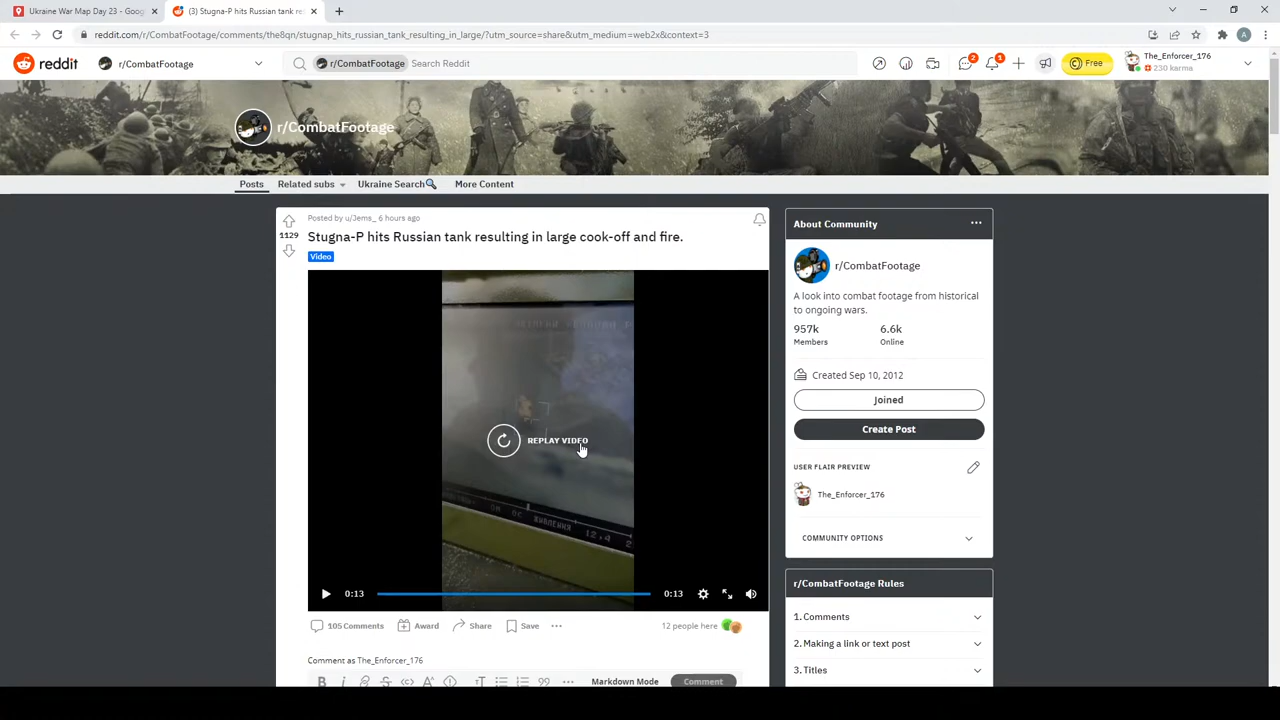 Ukraine War Map Day 23 - Goog
(3) Stugna-P hits Russian tank re
reddit.com/r/CombatFootage/comments/the8qn/stugnap_hits_russian_tank_resulting_in_large/?utm_source=share&utm_medium=web2x&context=3
A
reddit
r/CombatFootage
r/CombatFootage Search Reddit
2
1
Free
The_Enforcer_176
230 karma
r/CombatFootage
Posts
Related subs
Ukraine Search🔍
More Content
Posted by u/Jems_ 6 hours ago
1129
Stugna-P hits Russian tank resulting in large cook-off and fire.
Video
REPLAY VIDEO
ЖИВЛЕННЯ
12,4
0:13
0:13
105 Comments
Award
Share
Save
12 people here
Comment as The_Enforcer_176
Markdown Mode
Comment
About Community
r/CombatFootage
A look into combat footage from historical
to ongoing wars.
957k
6.6k
Members
Online
Created Sep 10, 2012
Joined
Create Post
USER FLAIR PREVIEW
The_Enforcer_176
COMMUNITY OPTIONS
r/CombatFootage Rules
1. Comments
2. Making a link or text post
3. Titles